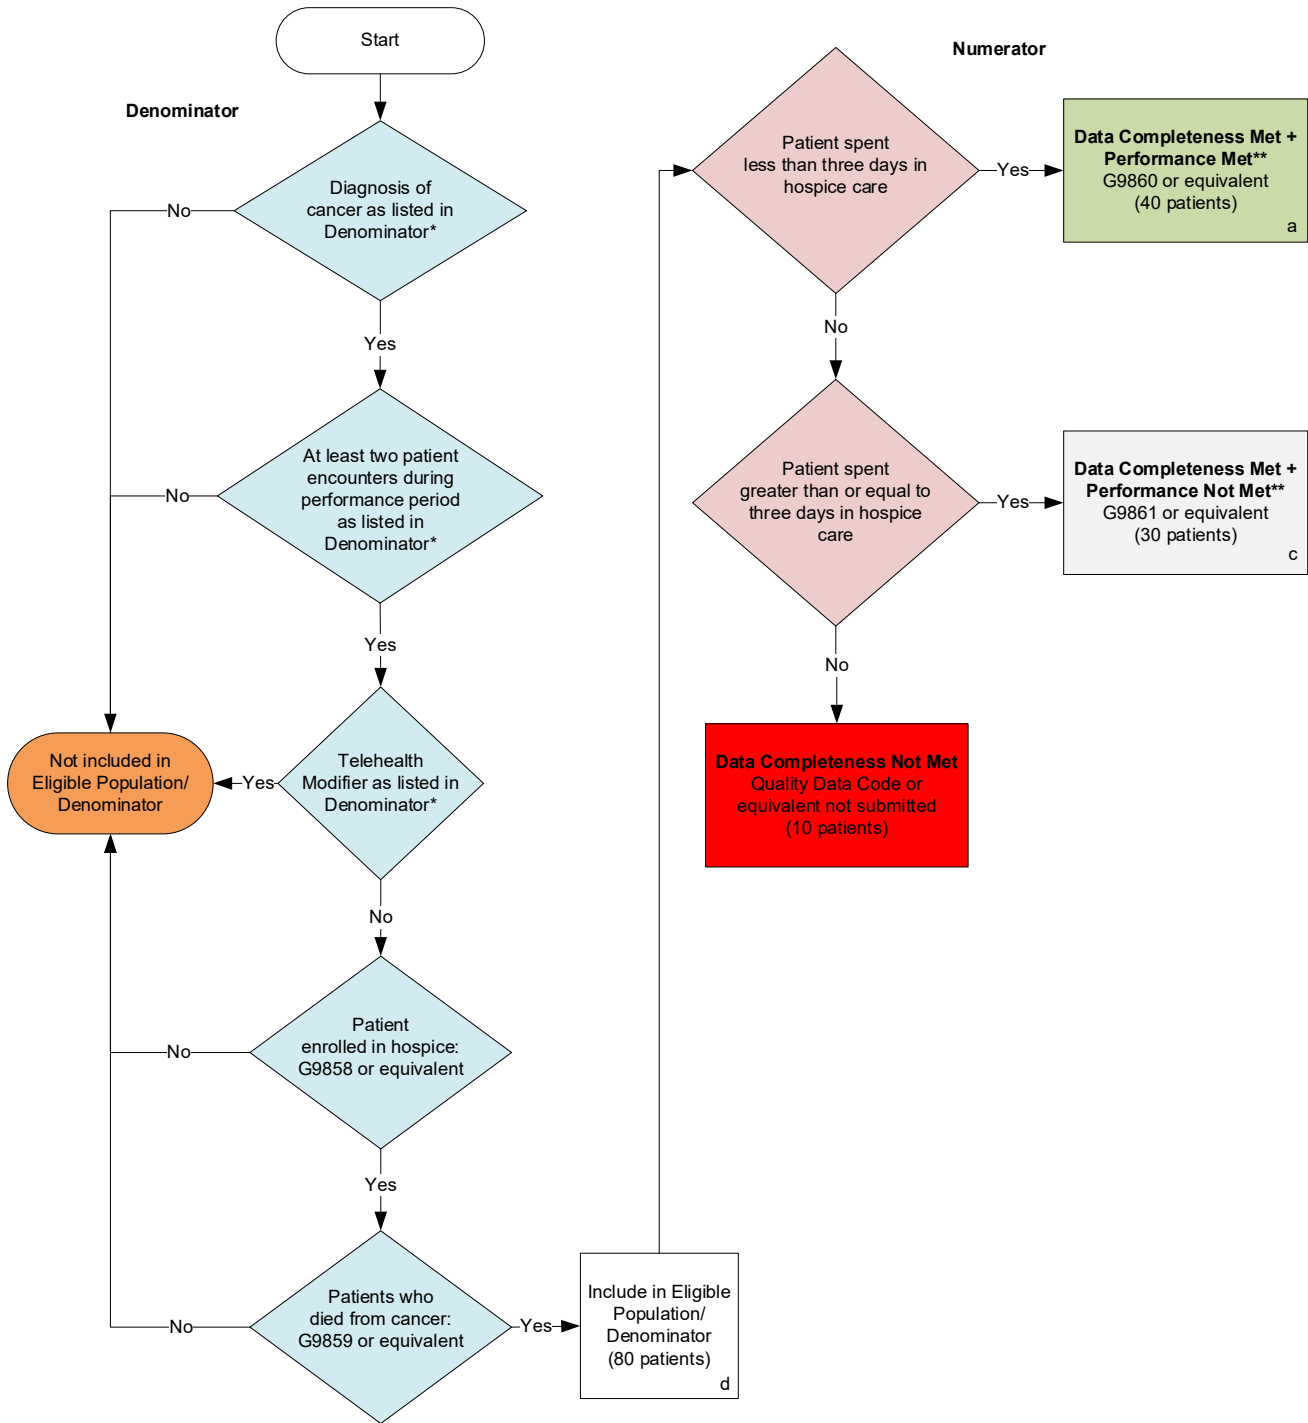 Start
Denominator
Diagnosis of
cancer as listed in
Denominator*
No
Yes
At least two patient
encounters during
performance period
as listed in
Denominator*
No
Yes
Telehealth
Modifier as listed in
Denominator*
Yes
Not included in
Eligible Population/
Denominator
No
Patient
enrolled in hospice:
G9858 or equivalent
No
Yes
Patients who
died from cancer:
G9859 or equivalent
No
Yes
Include in Eligible
Population/
Denominator
(80 patients)
d
Numerator
Patient spent
less than three days in
hospice care
Yes
Data Completeness Met +
Performance Met**
G9860 or equivalent
(40 patients)
a
No
Patient spent
greater than or equal to
three days in hospice
care
Yes
Data Completeness Met +
Performance Not Met**
G9861 or equivalent
(30 patients)
c
No
Data Completeness Not Met
Quality Data Code or
equivalent not submitted
(10 patients)